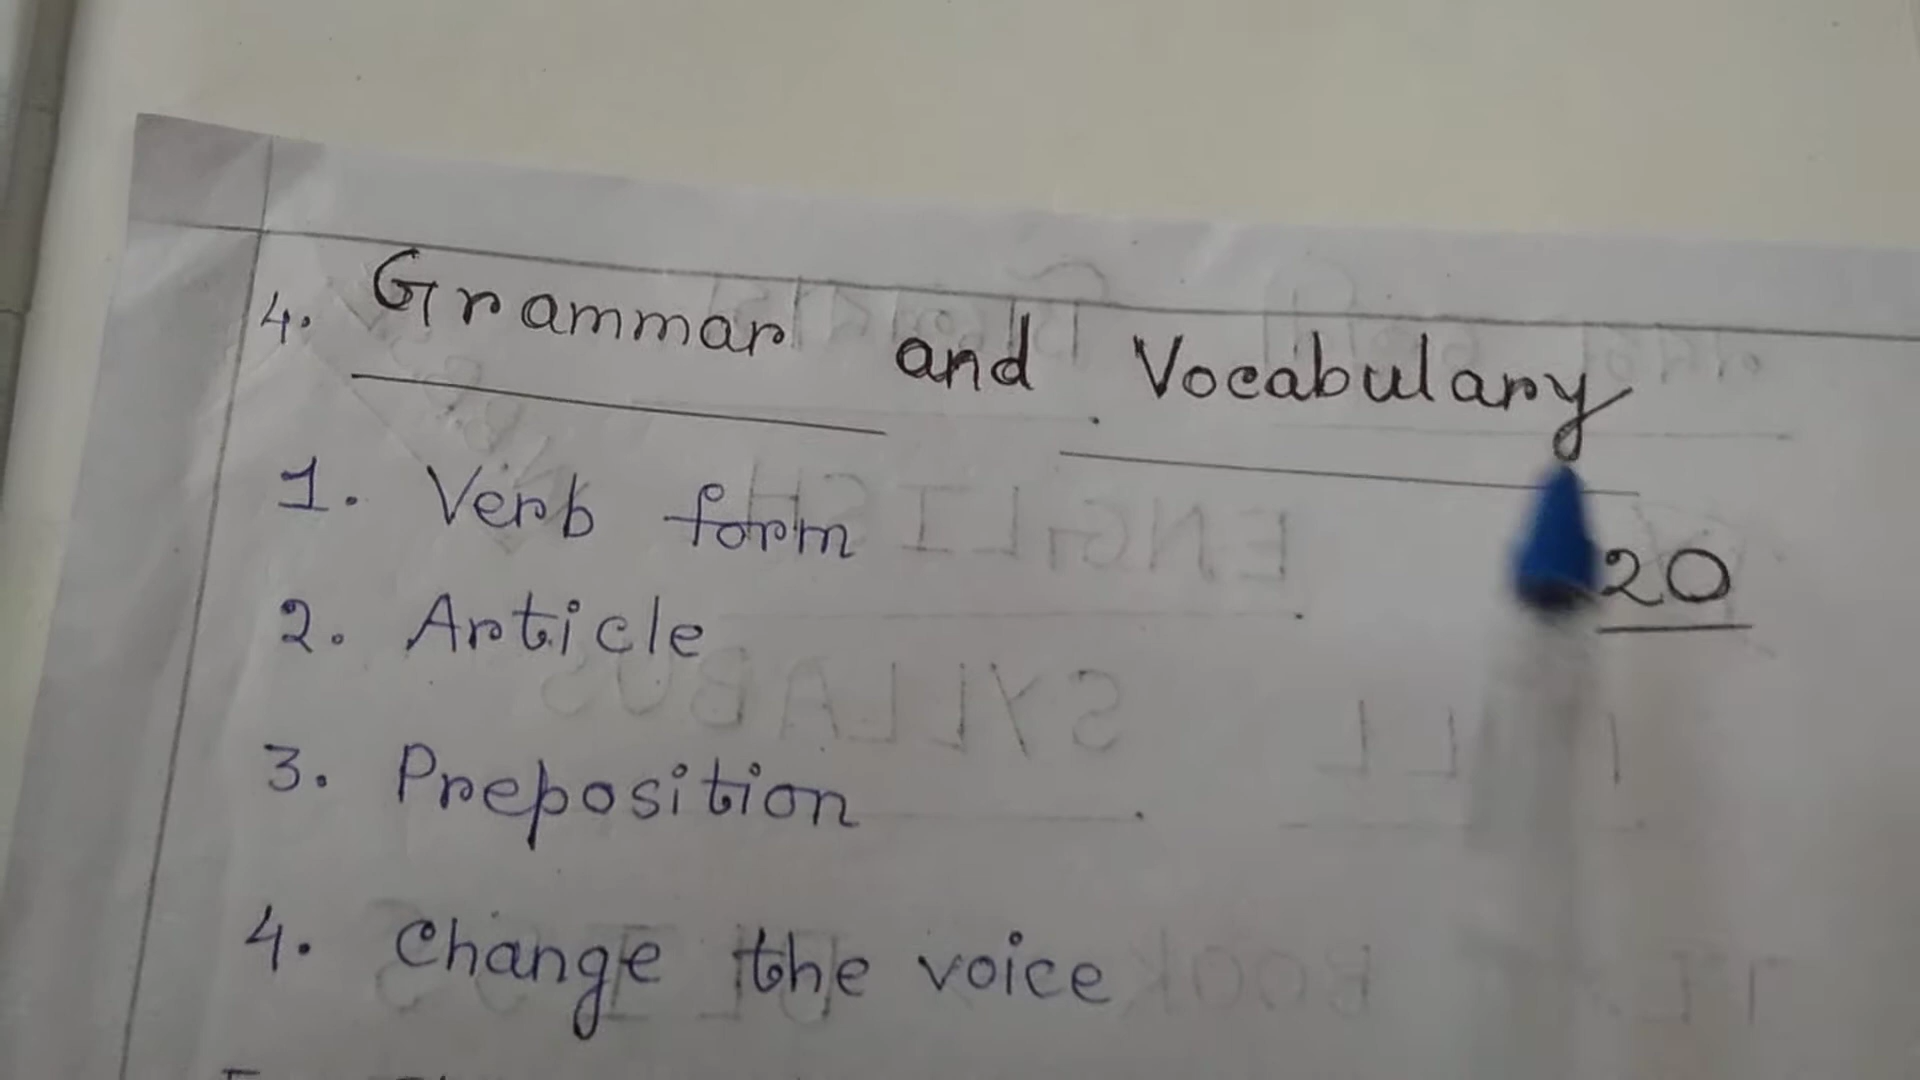 4. Grammar and Vocabulary
20
1. Verb form
2. Article
3. Preposition
4. Change the voice